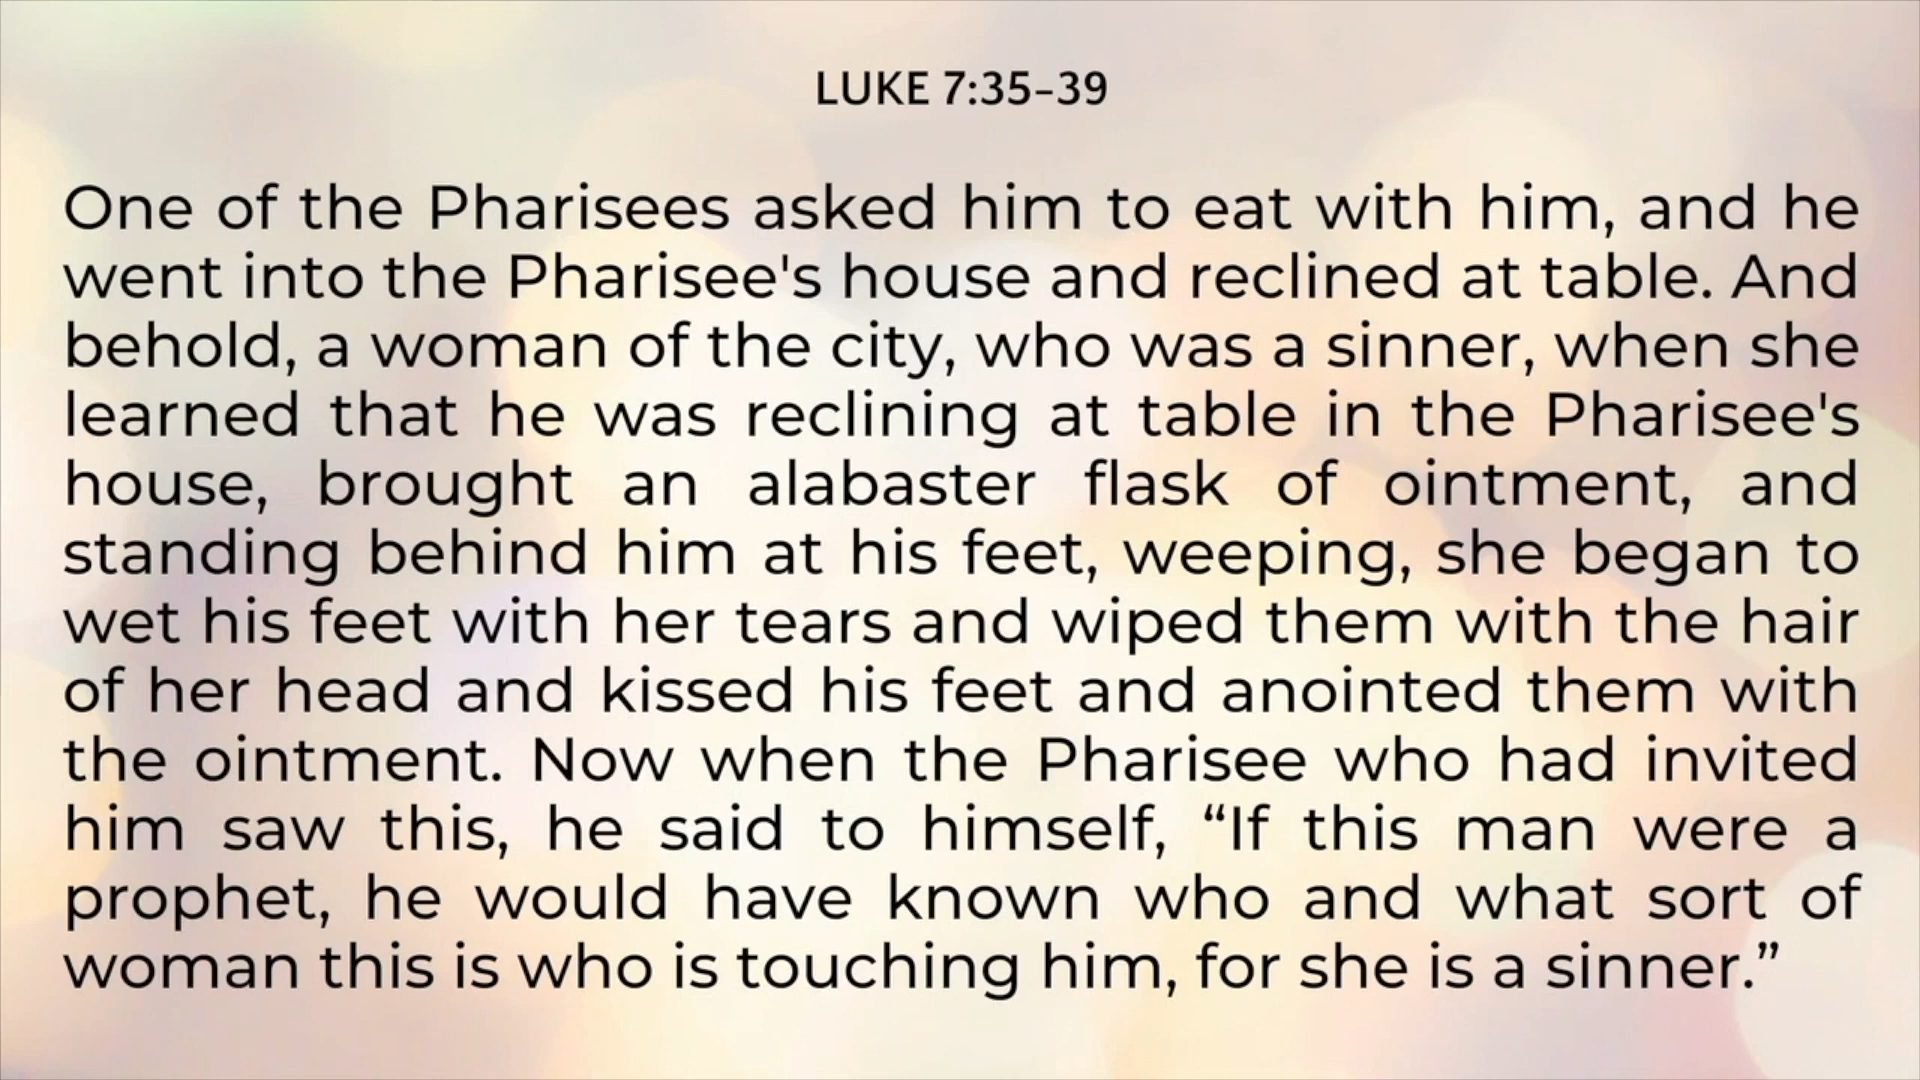 LUKE 7:35-39
One of the Pharisees asked him to eat with him, and he
went into the Pharisee's house and reclined at table. And
behold, a woman of the city, who was a sinner, when she
learned that he was reclining at table in the Pharisee's
house, brought an alabaster flask of ointment, and
standing behind him at his feet, weeping, she began to
wet his feet with her tears and wiped them with the hair
of her head and kissed his feet and anointed them with
the ointment. Now when the Pharisee who had invited
him saw this, he said to himself, “If this man were a
prophet, he would have known who and what sort of
woman this is who is touching him, for she is a sinner.”